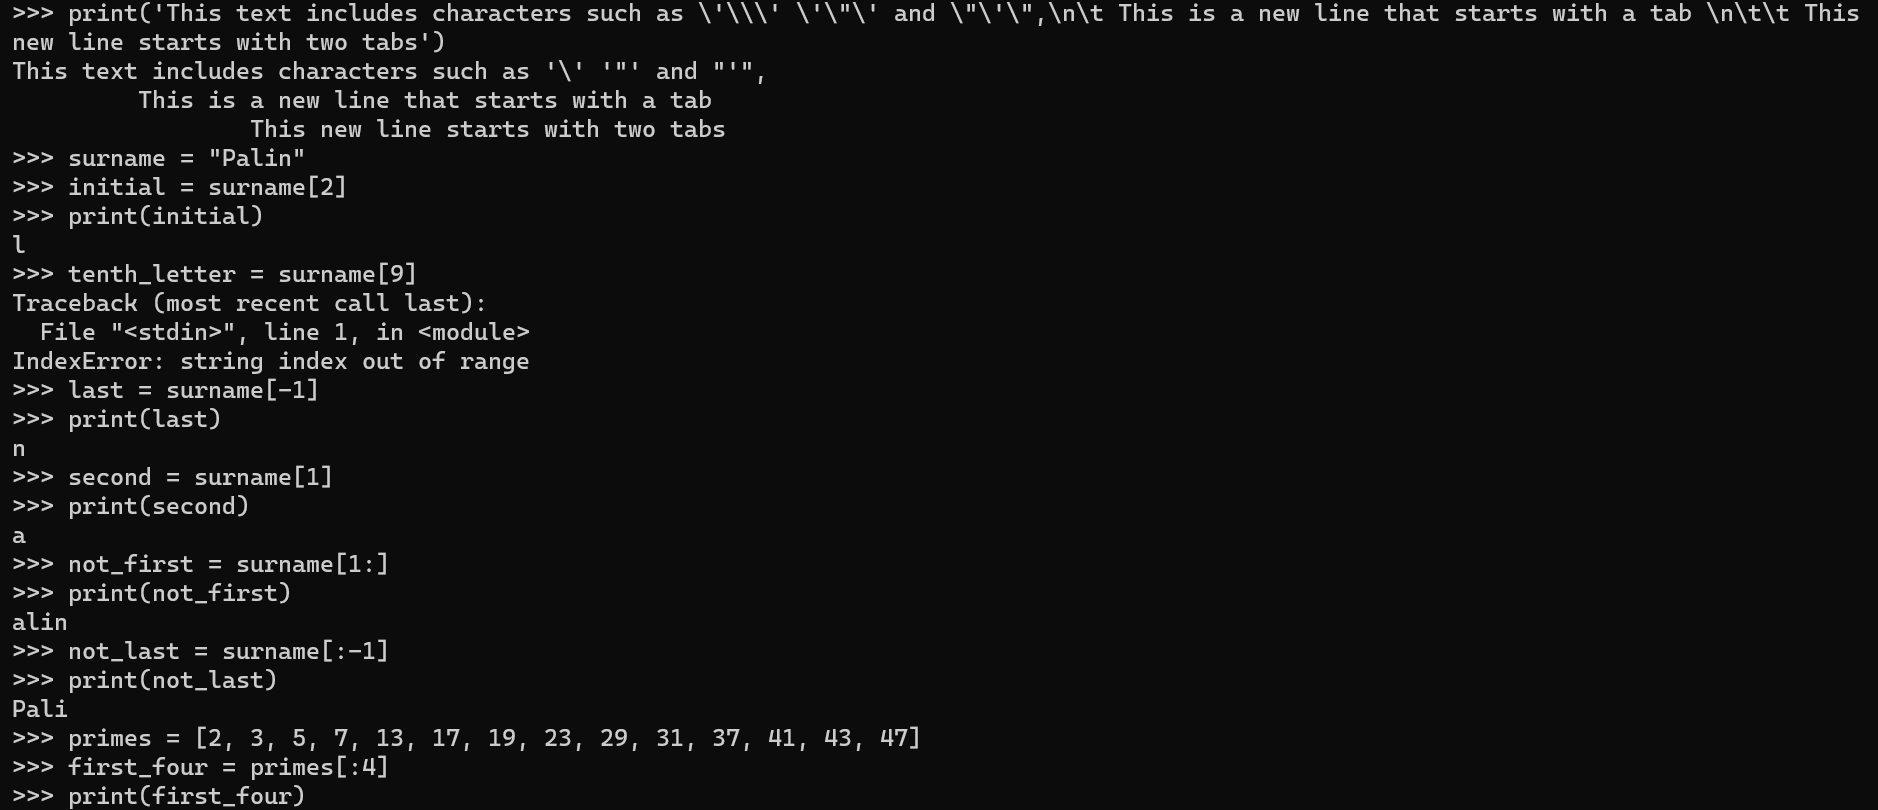 >>> print('This text includes characters such as \'\\\' \'\"\' and \"\'\",\n\t This is a new line that starts with a tab \n\t\t This
new line starts with two tabs')
This text includes characters such as '\' '"' and "'",
         This is a new line that starts with a tab
                 This new line starts with two tabs
>>> surname = "Palin"
>>> initial = surname[2]
>>> print(initial)
l
>>> tenth_letter = surname[9]
Traceback (most recent call last):
  File "<stdin>", line 1, in <module>
IndexError: string index out of range
>>> last = surname[-1]
>>> print(last)
n
>>> second = surname[1]
>>> print(second)
a
>>> not_first = surname[1:]
>>> print(not_first)
alin
>>> not_last = surname[:-1]
>>> print(not_last)
Pali
>>> primes = [2, 3, 5, 7, 13, 17, 19, 23, 29, 31, 37, 41, 43, 47]
>>> first_four = primes[:4]
>>> print(first_four)